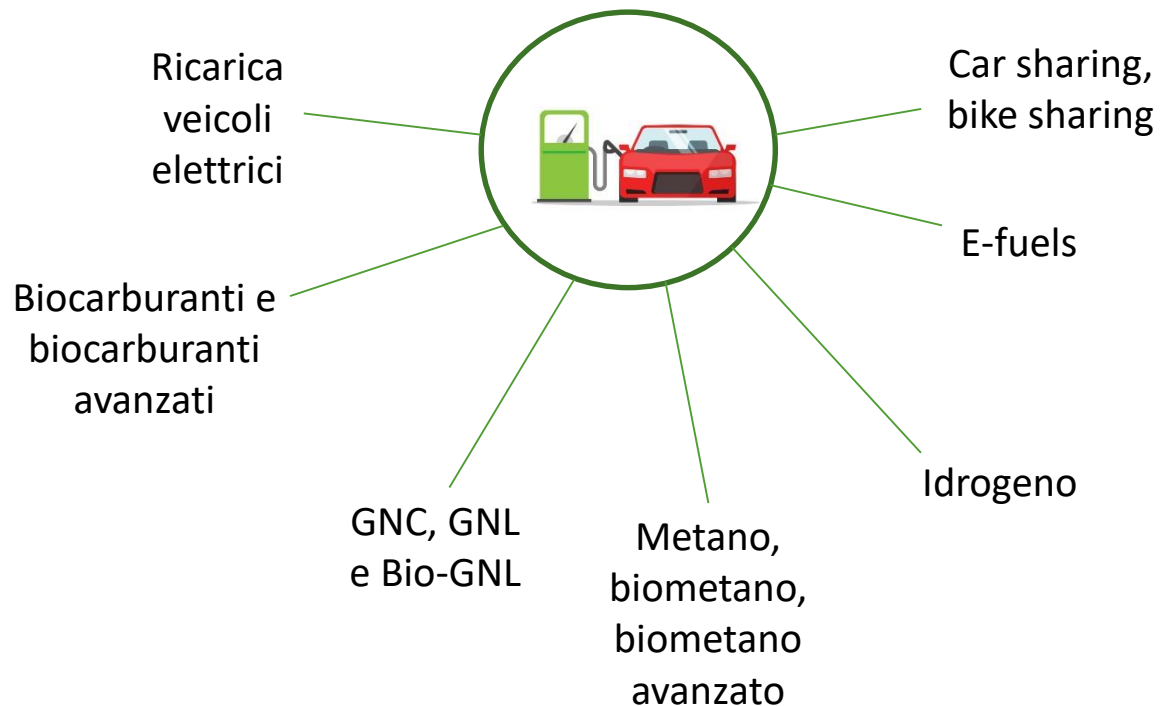 Ricarica
veicoli
elettrici
Car sharing,
bike sharing
E-fuels
Biocarburanti e
biocarburanti
avanzati
Idrogeno
GNC, GNL
e Bio-GNL
Metano,
biometano,
biometano
avanzato